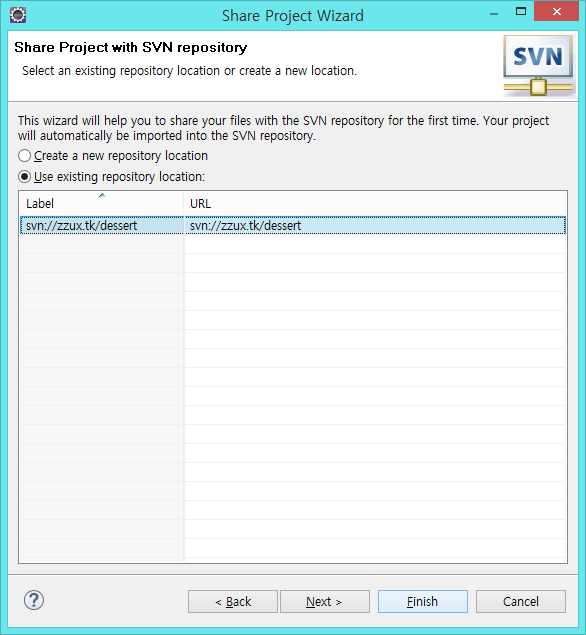 Share Project Wizard
Share Project with SVN repository
Select an existing repository location or create a new location.
SVN
This wizard will help you to share your files with the SVN repository for the first time. Your project
will automatically be imported into the SVN repository.
Create a new repository location
Use existing repository location:
Label URL
svn://zzux.tk/dessert svn://zzux.tk/dessert
? < Back Next > Finish Cancel